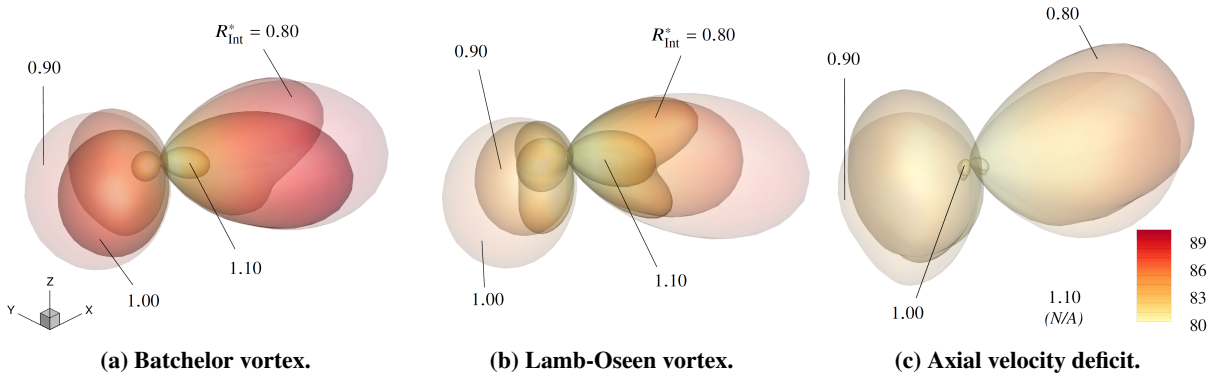 R*Int = 0.80
0.90
1.00
1.10
Z
Y
X
(a) Batchelor vortex.
R*Int = 0.80
0.90
1.00
1.10
(b) Lamb-Oseen vortex.
0.80
0.90
1.00
1.10
(N/A)
89
86
83
80
(c) Axial velocity deficit.